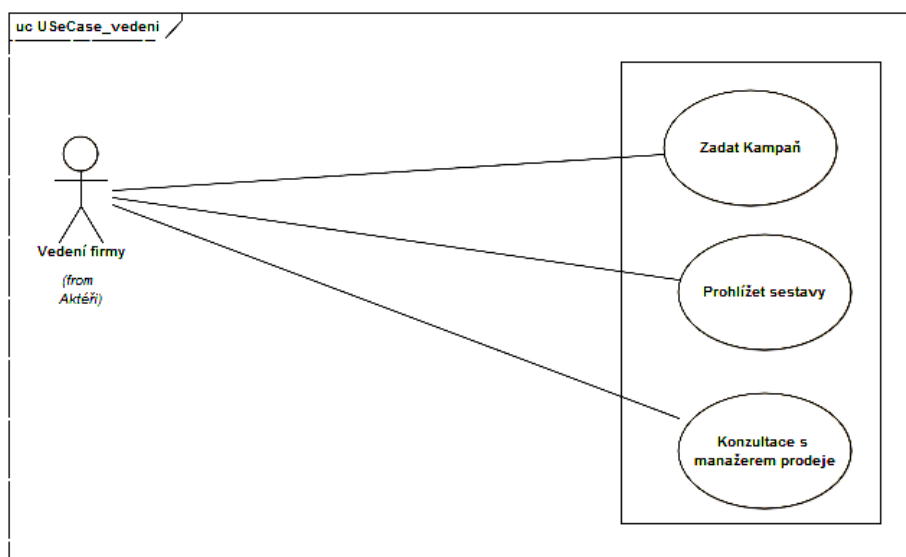 uc USeCase_vedeni
Zadat Kampaň
Vedení firmy
(from
Aktéři)
Prohlížet sestavy
Konzultace s
manažerem prodeje